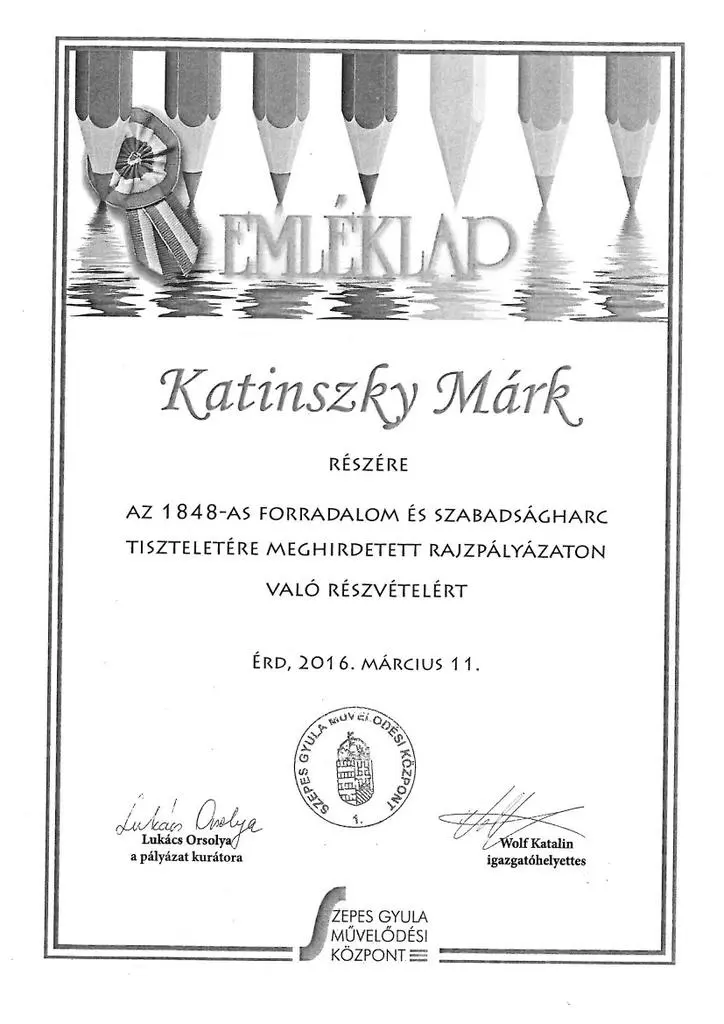 EMLÉKLAP
Katinszky Márk
RÉSZÉRE
AZ 1848-AS FORRADALOM ÉS SZABADSÁGHARC
TISZTELETÉRE MEGHIRDETETT RAJZPÁLYÁZATON
VALÓ RÉSZVÉTELÉRT
ÉRD, 2016. MÁRCIUS 11.
SZEPES GYULA MŰVELŐDÉSI KÖZPONT
1.
Lukács Orsolya
Lukács Orsolya
a pályázat kurátora
Wolf Katalin
igazgatóhelyettes
SZEPES GYULA
MŰVELŐDÉSI
KÖZPONT